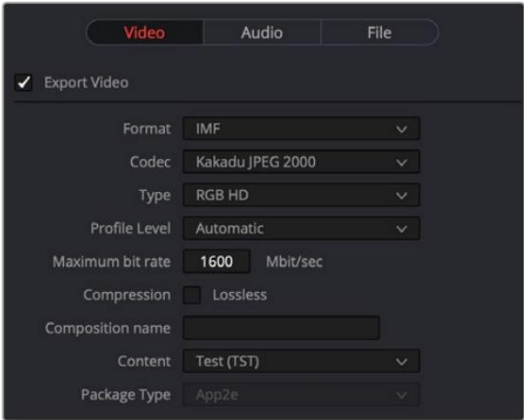 Video Audio File
Export Video
Format IMF
Codec Kakadu JPEG 2000
Type RGB HD
Profile Level Automatic
Maximum bit rate 1600 Mbit/sec
Compression Lossless
Composition name
Content Test (TST)
Package Type App2e